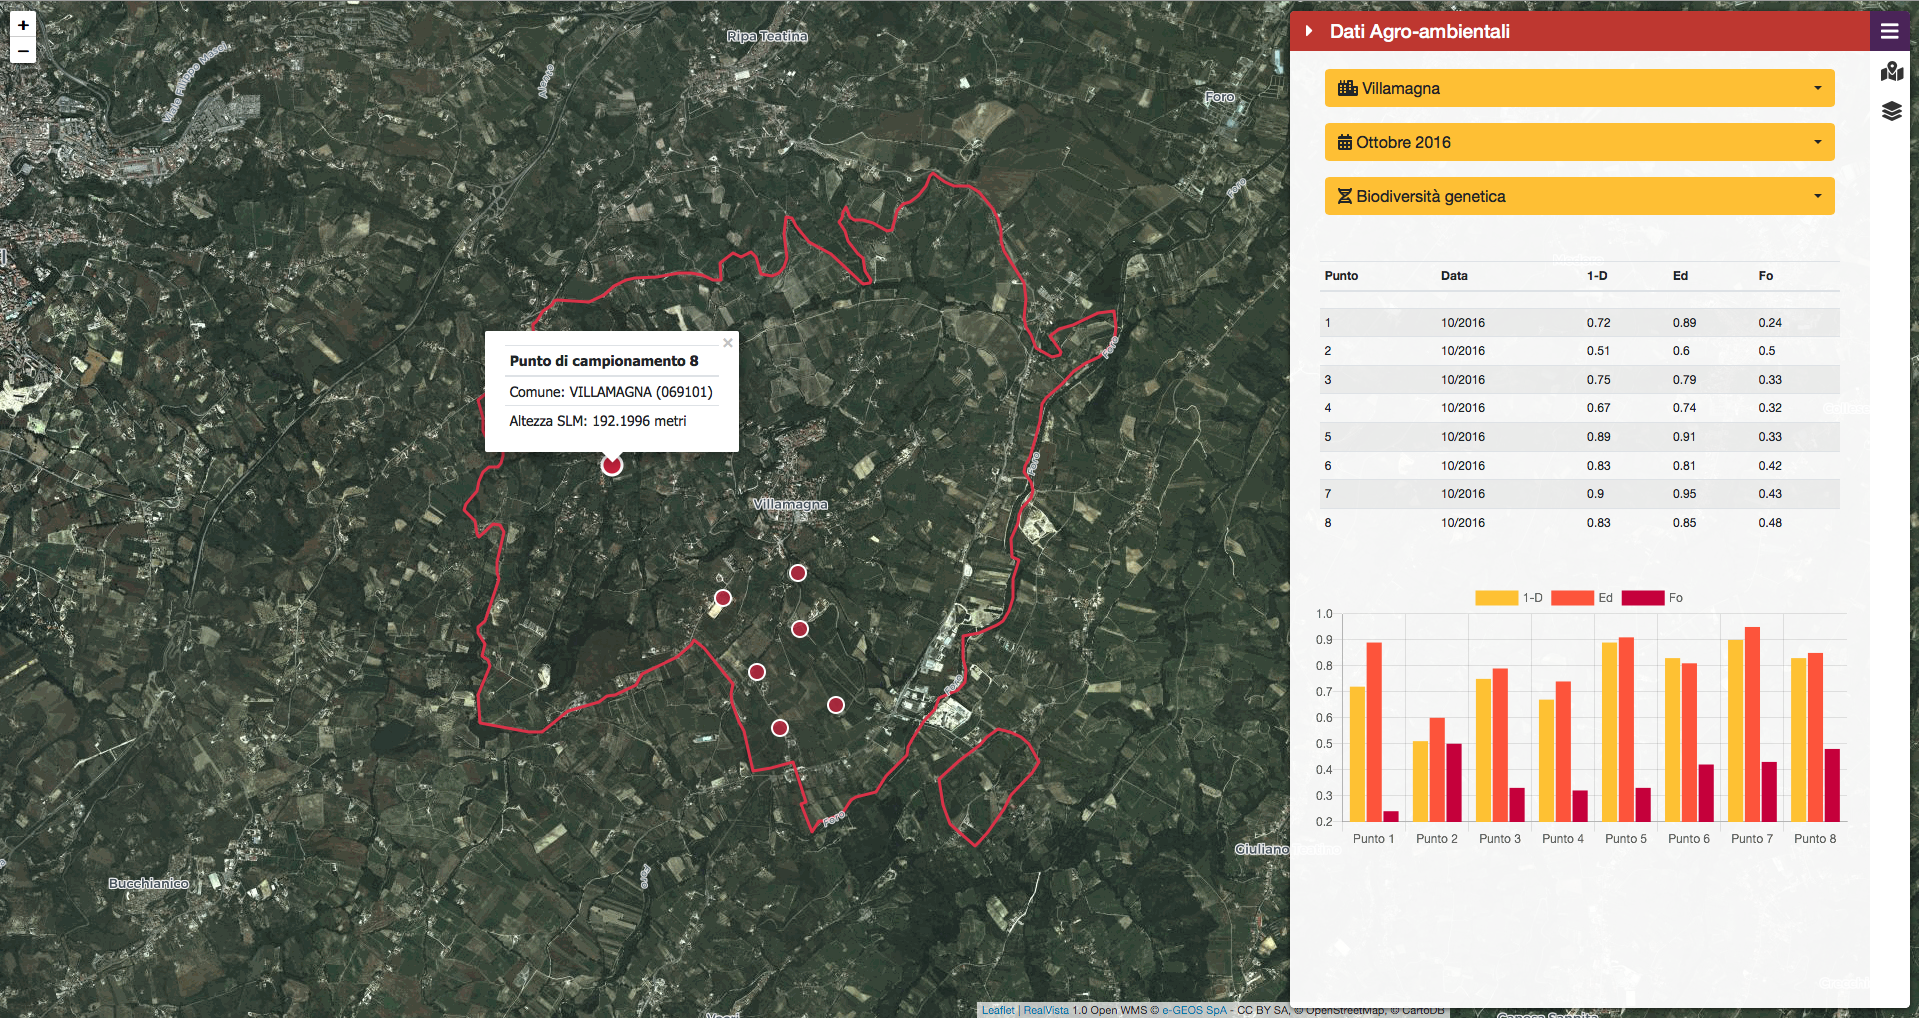 +
−
Ripa Teatina
Viale Filippo Masci
Alento
Foro
Foro
Foro
Foro
Foro
Foro
Foro
Villamagna
Bucchianico
Giuliano
×
Punto di campionamento 8
Comune: VILLAMAGNA (069101)
Altezza SLM: 192.1996 metri
Dati Agro-ambientali
Villamagna
Ottobre 2016
Biodiversità genetica
Punto Data 1-D Ed Fo
1 10/2016 0.72 0.89 0.24
2 10/2016 0.51 0.6 0.5
3 10/2016 0.75 0.79 0.33
4 10/2016 0.67 0.74 0.32
5 10/2016 0.89 0.91 0.33
6 10/2016 0.83 0.81 0.42
7 10/2016 0.9 0.95 0.43
8 10/2016 0.83 0.85 0.48
1-D Ed Fo
1.0
0.9
0.8
0.7
0.6
0.5
0.4
0.3
0.2
Punto 1 Punto 2 Punto 3 Punto 4 Punto 5 Punto 6 Punto 7 Punto 8
Leaflet | RealVista 1.0 Open WMS © e-GEOS SpA - CC BY SA, © OpenStreetMap, © CartoDB